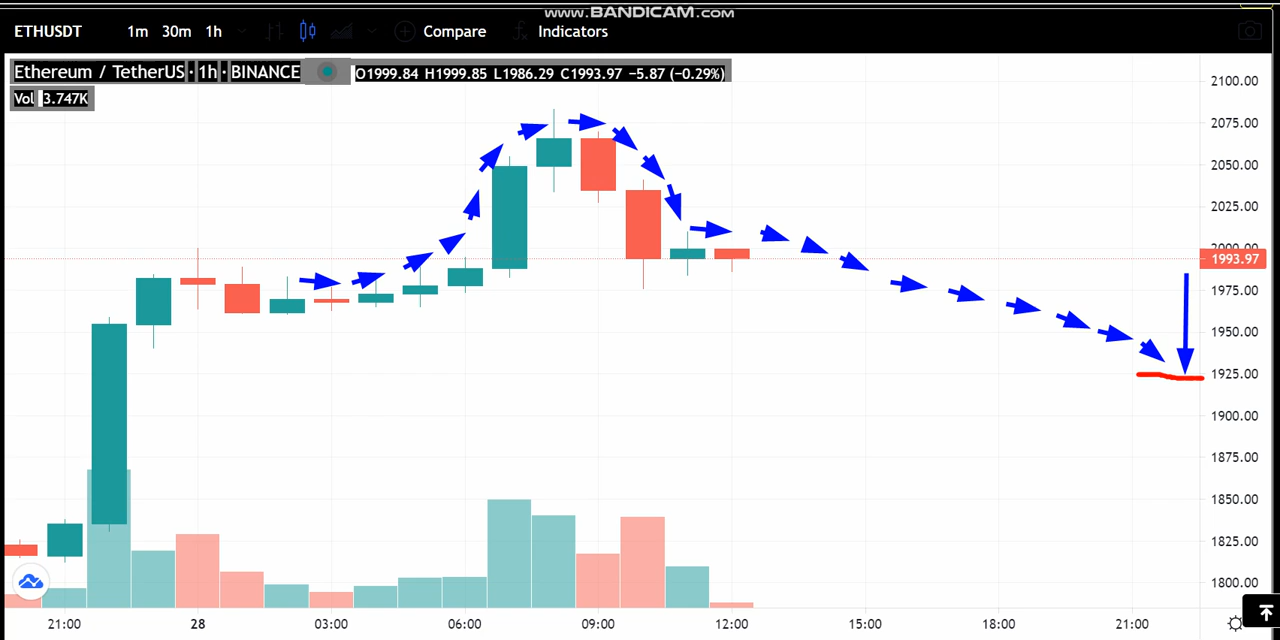 www.BANDICAM.com
ETHUSDT 1m 30m 1h Compare Indicators
Ethereum / TetherUS · 1h · BINANCE O1999.84 H1999.85 L1986.29 C1993.97 −5.87 (−0.29%)
Vol 3.747K
2100.00
2075.00
2050.00
2025.00
2000.00
1993.97
1975.00
1950.00
1925.00
1900.00
1875.00
1850.00
1825.00
1800.00
21:00 28 03:00 06:00 09:00 12:00 15:00 18:00 21:00